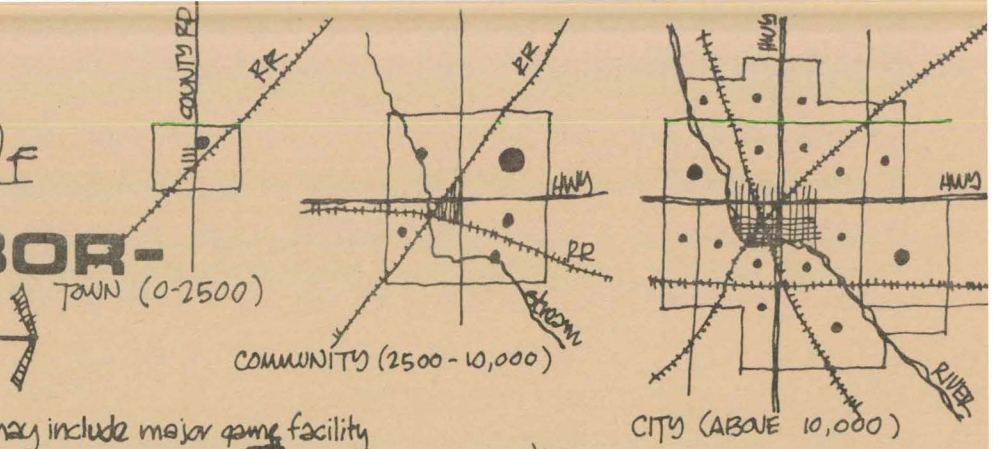 COUNTY RD
RR
TOWN (0-2500)
BOR-
RR
HWY
RR
stream
COMMUNITY (2500-10,000)
HWY
HWY
RIVER
CITY (ABOVE 10,000)
may include major game facility